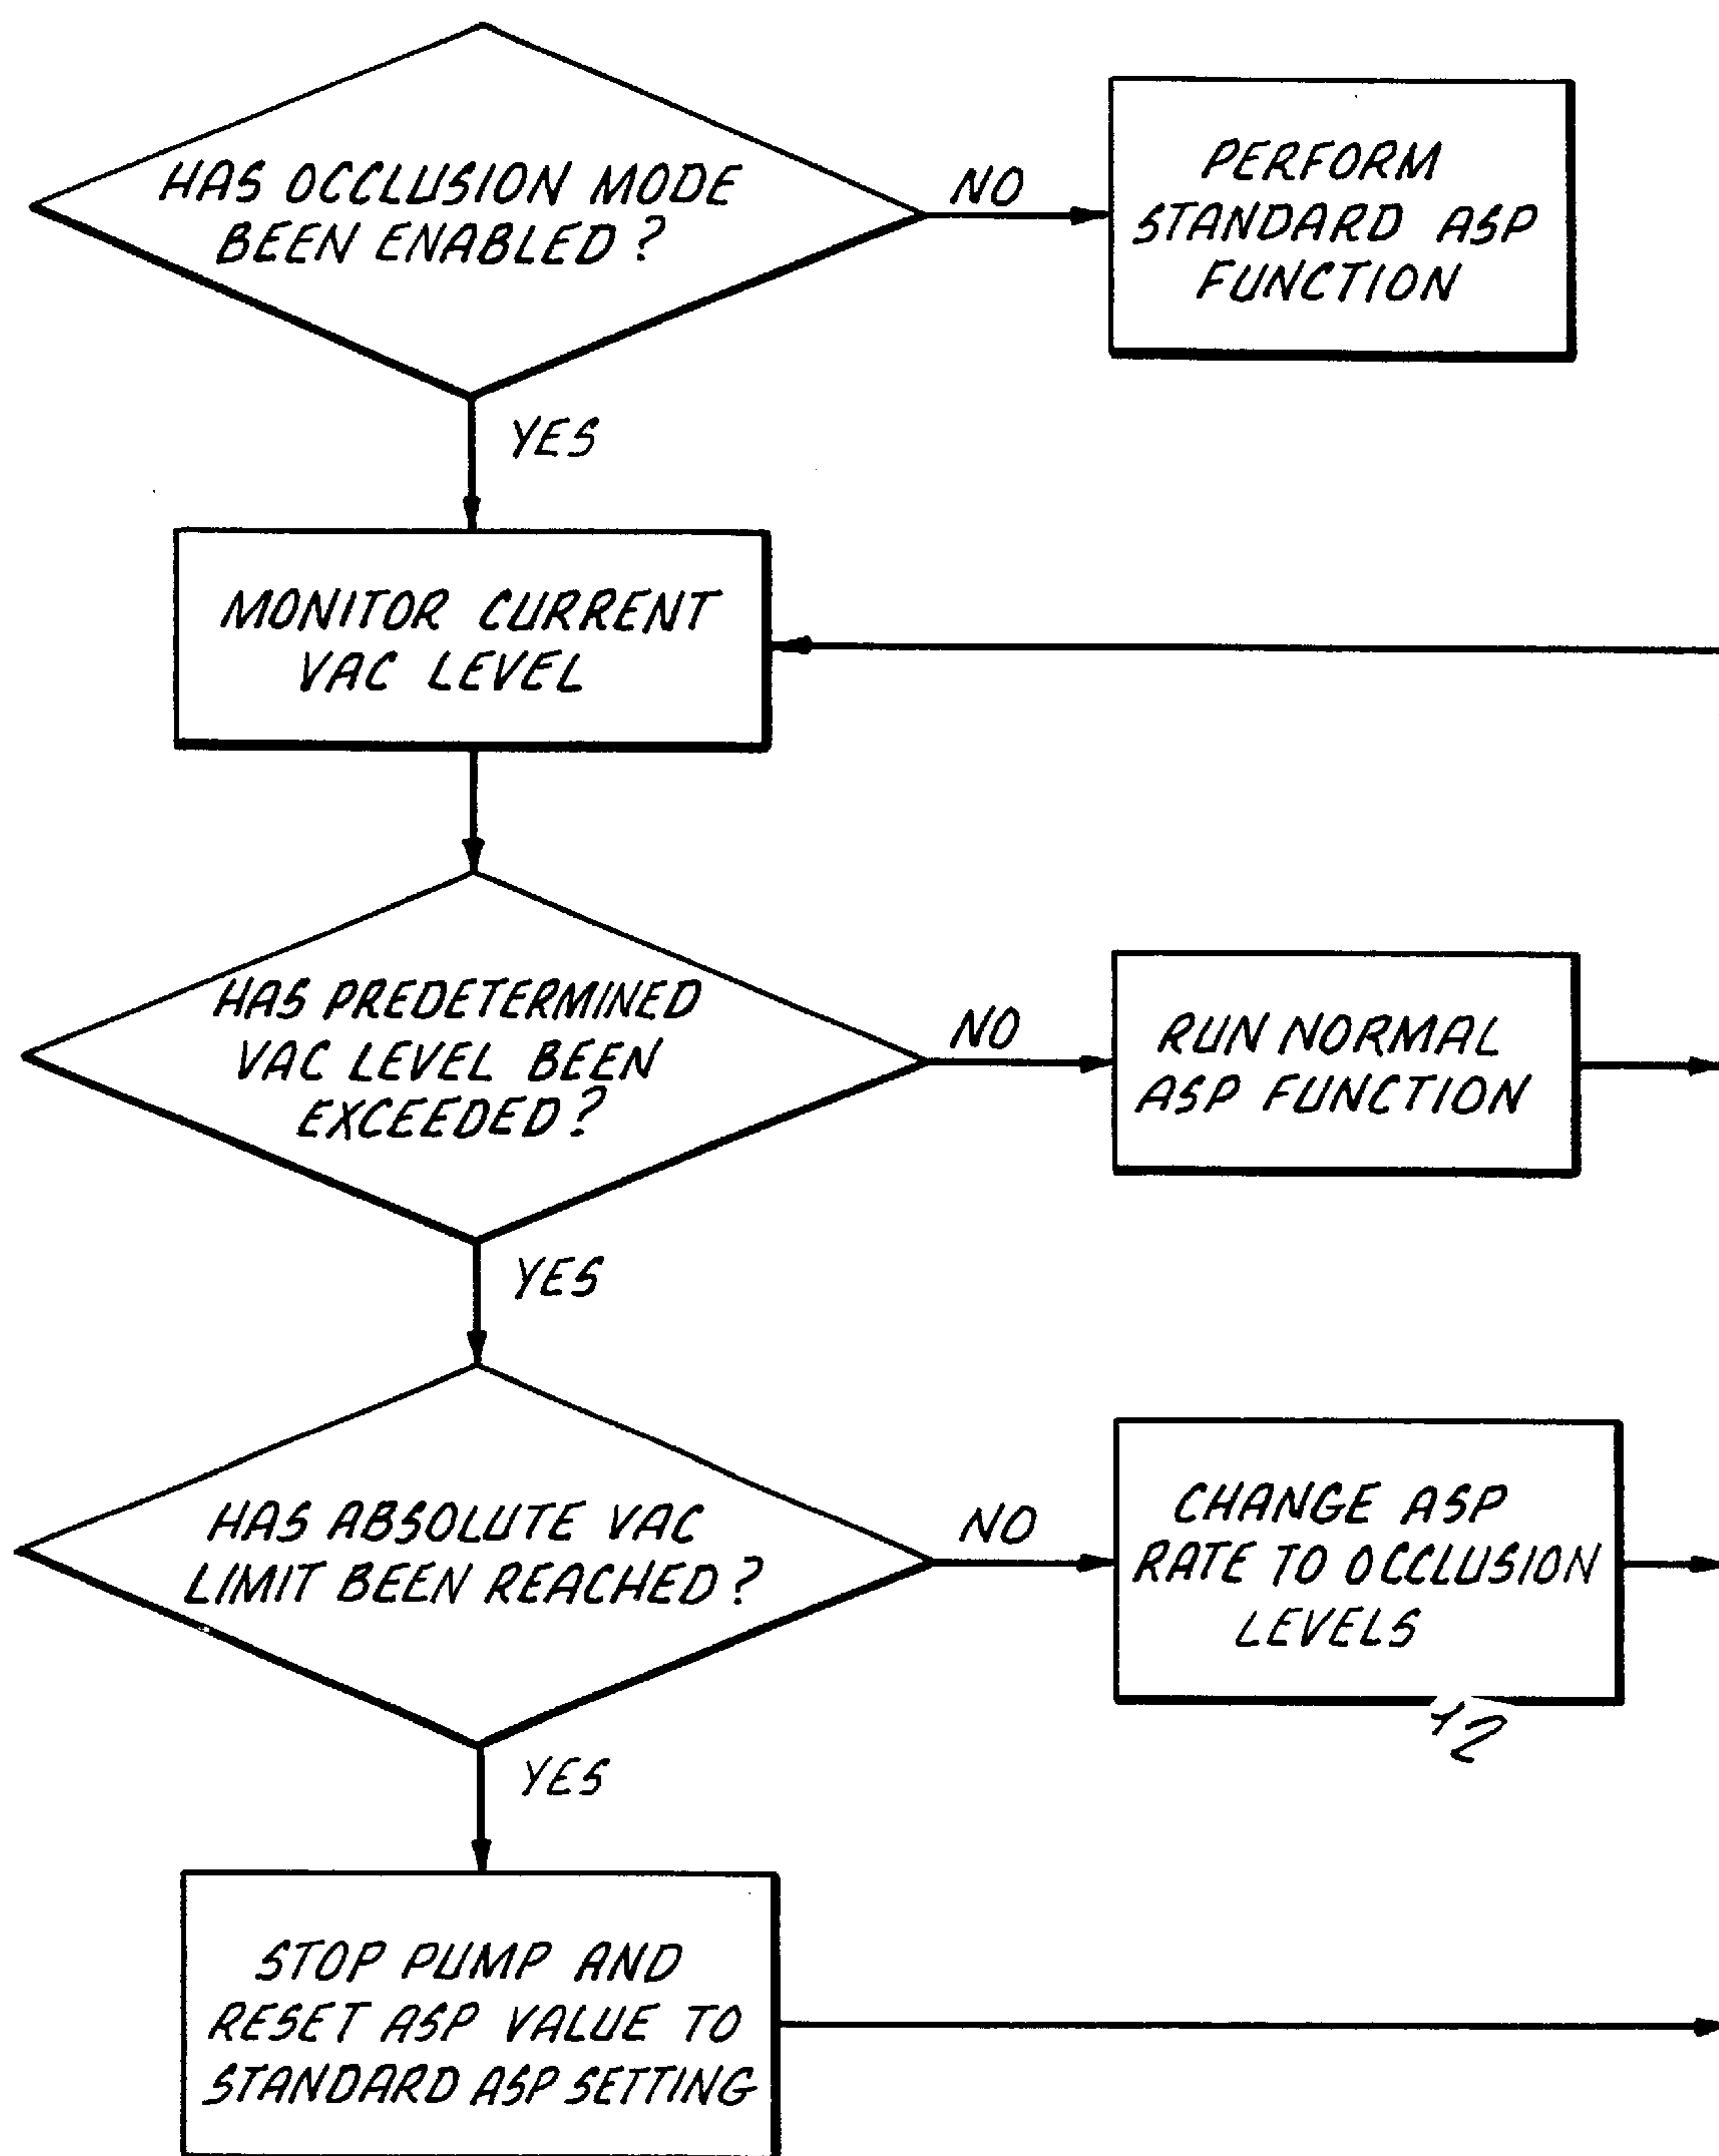 HAS OCCLUSION MODE
BEEN ENABLED?
NO
PERFORM
STANDARD ASP
FUNCTION
YES
MONITOR CURRENT
VAC LEVEL
HAS PREDETERMINED
VAC LEVEL BEEN
EXCEEDED?
NO
RUN NORMAL
ASP FUNCTION
YES
HAS ABSOLUTE VAC
LIMIT BEEN REACHED?
NO
CHANGE ASP
RATE TO OCCLUSION
LEVELS
YES
STOP PUMP AND
RESET ASP VALUE TO
STANDARD ASP SETTING